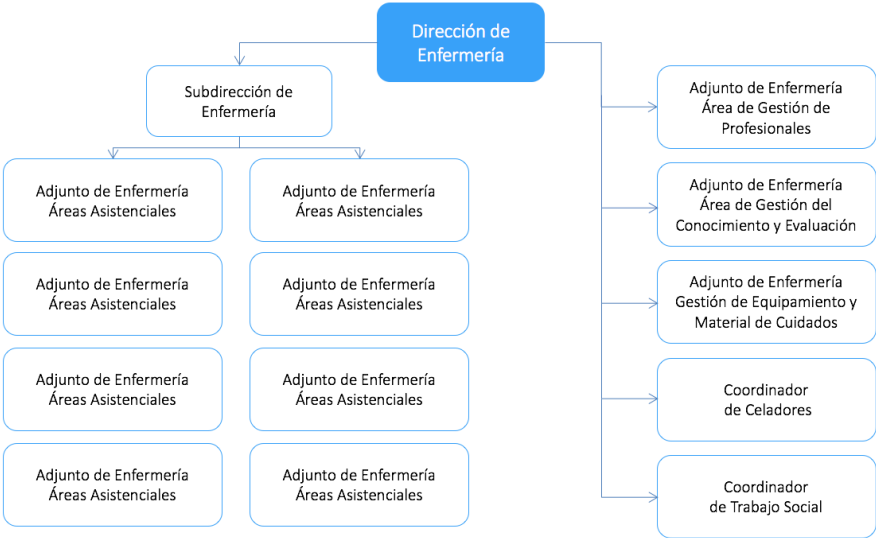 Dirección de
Enfermería
Subdirección de
Enfermería
Adjunto de Enfermería
Áreas Asistenciales
Adjunto de Enfermería
Áreas Asistenciales
Adjunto de Enfermería
Áreas Asistenciales
Adjunto de Enfermería
Áreas Asistenciales
Adjunto de Enfermería
Áreas Asistenciales
Adjunto de Enfermería
Áreas Asistenciales
Adjunto de Enfermería
Áreas Asistenciales
Adjunto de Enfermería
Áreas Asistenciales
Adjunto de Enfermería
Área de Gestión de
Profesionales
Adjunto de Enfermería
Área de Gestión del
Conocimiento y Evaluación
Adjunto de Enfermería
Gestión de Equipamiento y
Material de Cuidados
Coordinador
de Celadores
Coordinador
de Trabajo Social